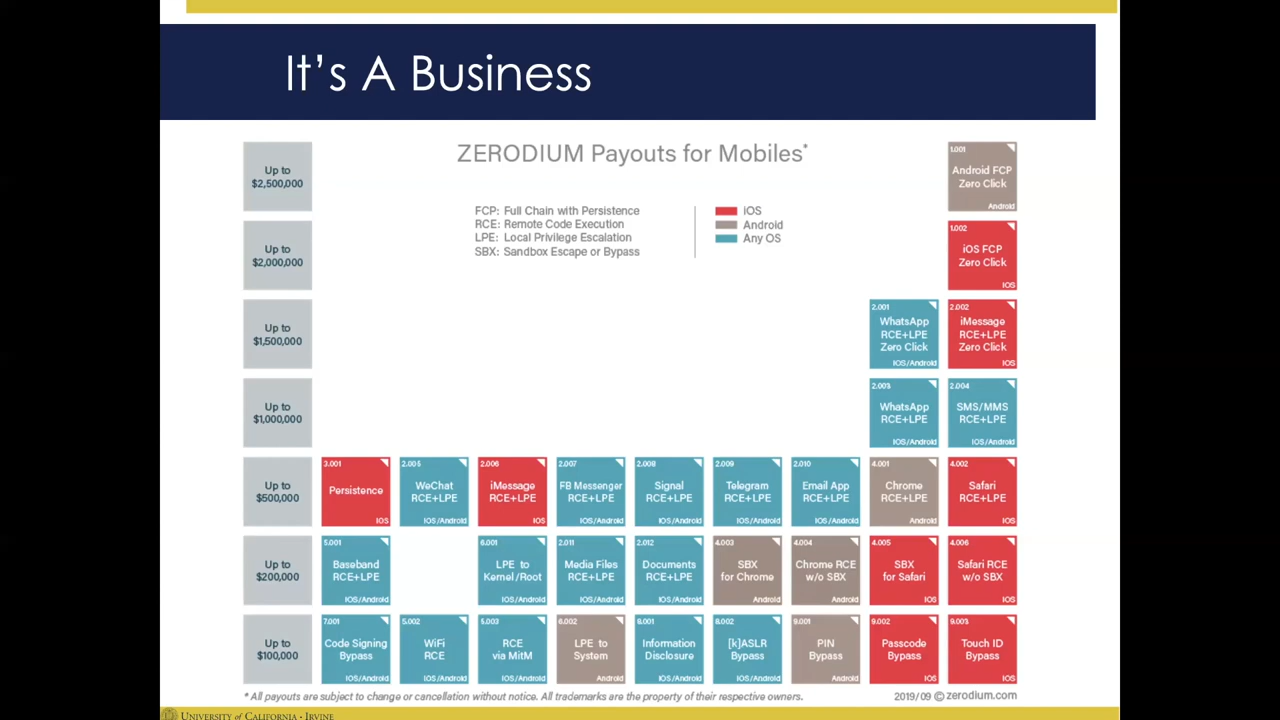 It's A Business
ZERODIUM Payouts for Mobiles*
FCP: Full Chain with Persistence
RCE: Remote Code Execution
LPE: Local Privilege Escalation
SBX: Sandbox Escape or Bypass
iOS
Android
Any OS
Up to
$2,500,000
1.001
Android FCP
Zero Click
Android
Up to
$2,000,000
1.002
iOS FCP
Zero Click
iOS
Up to
$1,500,000
2.001
WhatsApp
RCE+LPE
Zero Click
iOS/Android
2.002
iMessage
RCE+LPE
Zero Click
iOS
Up to
$1,000,000
2.003
WhatsApp
RCE+LPE
iOS/Android
2.004
SMS/MMS
RCE+LPE
iOS/Android
Up to
$500,000
3.001
Persistence
iOS
2.005
WeChat
RCE+LPE
iOS/Android
2.006
iMessage
RCE+LPE
iOS
2.007
FB Messenger
RCE+LPE
iOS/Android
2.008
Signal
RCE+LPE
iOS/Android
2.009
Telegram
RCE+LPE
iOS/Android
2.010
Email App
RCE+LPE
iOS/Android
4.001
Chrome
RCE+LPE
Android
4.002
Safari
RCE+LPE
iOS
Up to
$200,000
5.001
Baseband
RCE+LPE
iOS/Android
6.001
LPE to
Kernel/Root
iOS/Android
2.011
Media Files
RCE+LPE
iOS/Android
2.012
Documents
RCE+LPE
iOS/Android
4.003
SBX
for Chrome
Android
4.004
Chrome RCE
w/o SBX
Android
4.005
SBX
for Safari
iOS
4.006
Safari RCE
w/o SBX
iOS
Up to
$100,000
7.001
Code Signing
Bypass
iOS/Android
5.002
WiFi
RCE
iOS/Android
5.003
RCE
via MitM
iOS/Android
6.002
LPE to
System
Android
8.001
Information
Disclosure
iOS/Android
8.002
[k]ASLR
Bypass
iOS/Android
9.001
PIN
Bypass
Android
9.002
Passcode
Bypass
iOS
9.003
Touch ID
Bypass
iOS
* All payouts are subject to change or cancellation without notice. All trademarks are the property of their respective owners.
2019/09 © zerodium.com
UNIVERSITY of CALIFORNIA · IRVINE